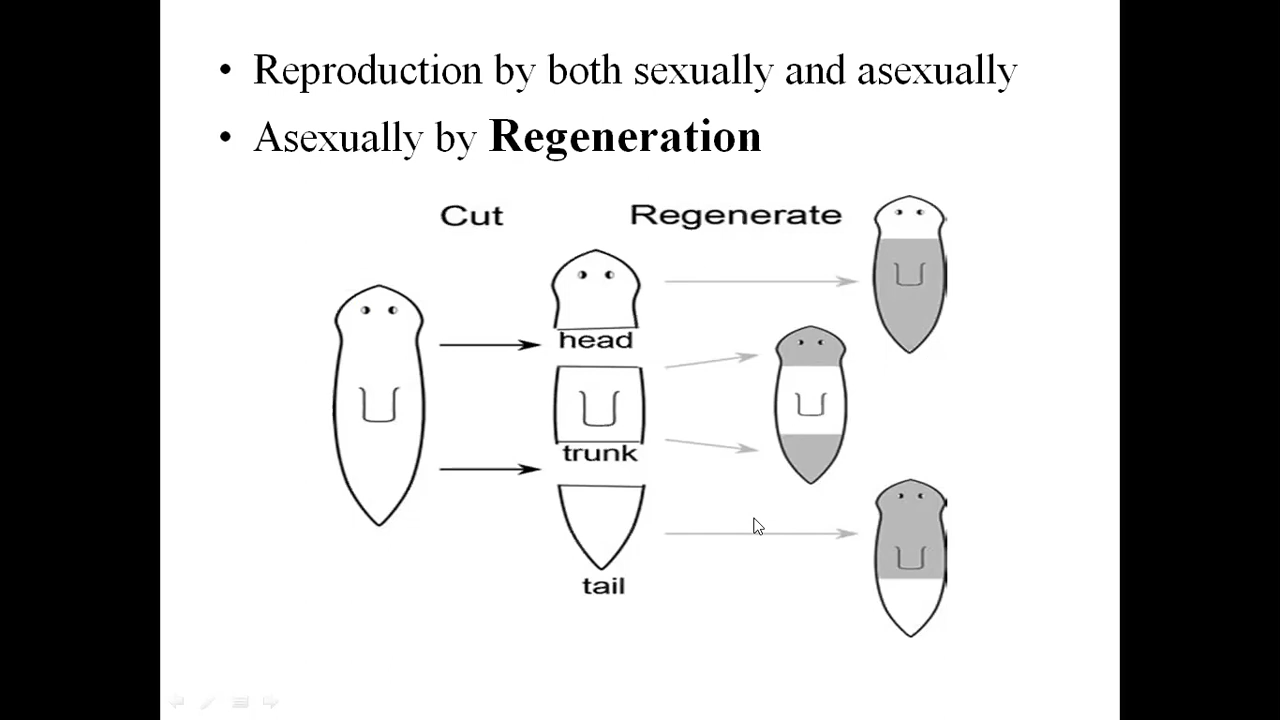 • Reproduction by both sexually and asexually
• Asexually by Regeneration
Cut
Regenerate
head
trunk
tail